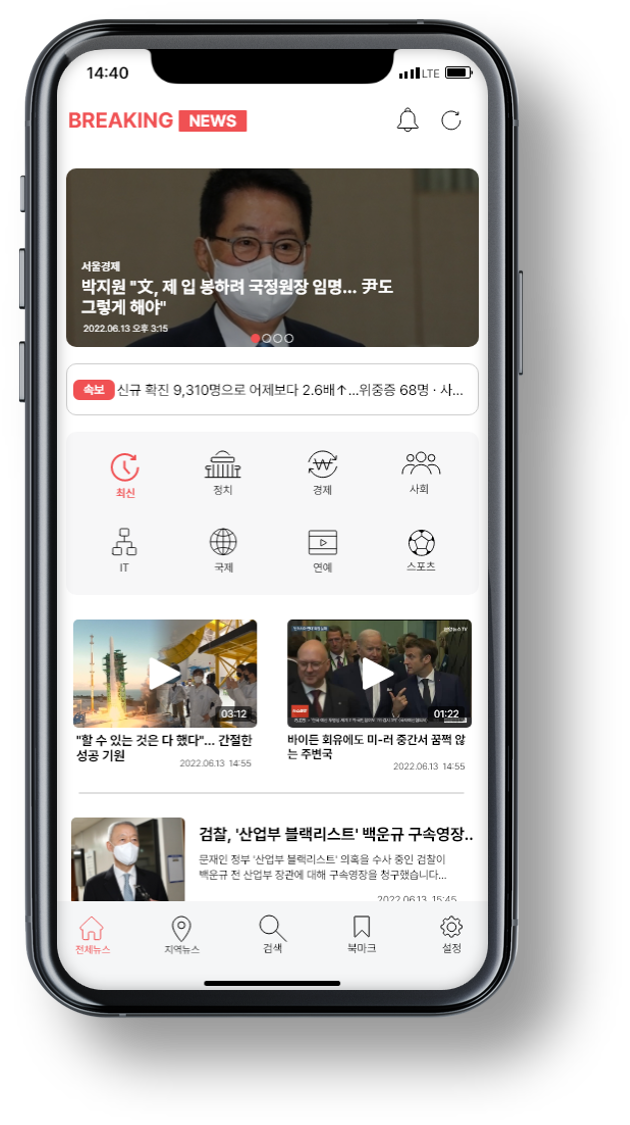 14:40
LTE
BREAKING NEWS
서울경제
박지원 "文, 제 입 봉하려 국정원장 임명... 尹도
그렇게 해야"
2022.06.13 오후 3:15
속보 신규 확진 9,310명으로 어제보다 2.6배↑...위중증 68명 · 사...
최신 정치 경제 사회
IT 국제 연예 스포츠
03:12
01:22
"할 수 있는 것은 다 했다"... 간절한
성공 기원
2022.06.13 14:55
바이든 회유에도 미-러 중간서 꿈쩍 않
는 주변국
2022.06.13 14:55
검찰, '산업부 블랙리스트' 백운규 구속영장..
문재인 정부 '산업부 블랙리스트' 의혹을 수사 중인 검찰이
백운규 전 산업부 장관에 대해 구속영장을 청구했습니다...
2022.06.13 15:45
전체뉴스 지역뉴스 검색 북마크 설정